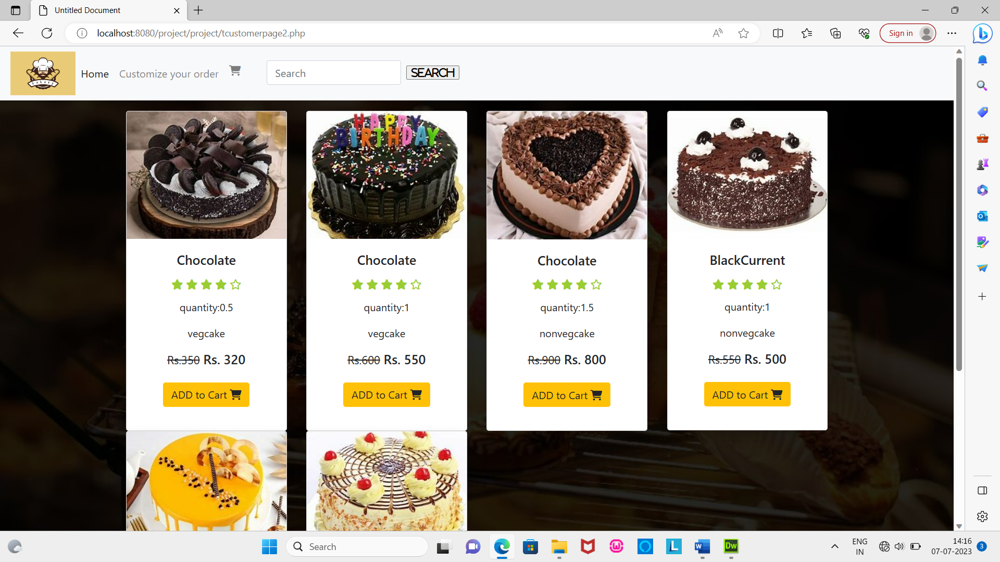 Untitled Document
localhost:8080/project/project/tcustomerpage2.php
Sign in
bakery
Home
Customize your order
Search
SEARCH
HAPPY
BIRTHDAY
Chocolate
quantity:0.5
vegcake
Rs.350 Rs. 320
ADD to Cart
Chocolate
quantity:1
vegcake
Rs.600 Rs. 550
ADD to Cart
Chocolate
quantity:1.5
nonvegcake
Rs.900 Rs. 800
ADD to Cart
BlackCurrent
quantity:1
nonvegcake
Rs.550 Rs. 500
ADD to Cart
Search
W
L
W
Dw
ENG
IN
14:16
07-07-2023
3